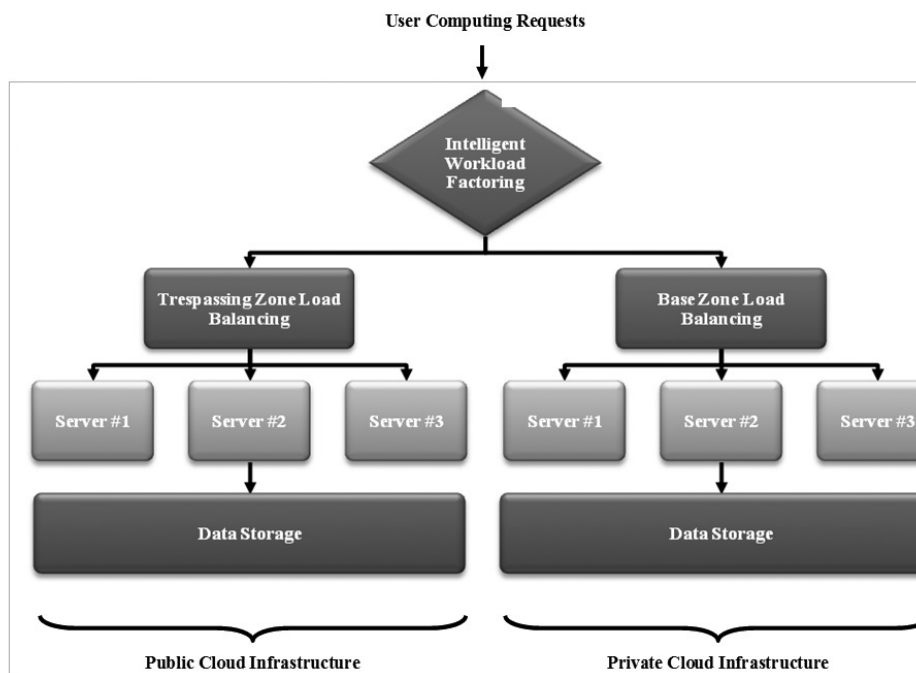 User Computing Requests
Intelligent
Workload
Factoring
Trespassing Zone Load
Balancing
Base Zone Load
Balancing
Server #1
Server #2
Server #3
Server #1
Server #2
Server #3
Data Storage
Data Storage
Public Cloud Infrastructure
Private Cloud Infrastructure